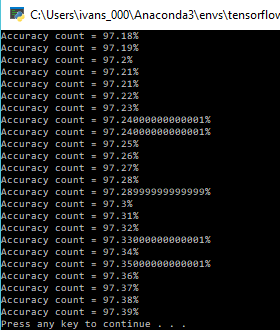 C:\Users\ivans_000\Anaconda3\envs\tensorflow
Accuracy count = 97.18%
Accuracy count = 97.19%
Accuracy count = 97.2%
Accuracy count = 97.21%
Accuracy count = 97.21%
Accuracy count = 97.22%
Accuracy count = 97.23%
Accuracy count = 97.24000000000001%
Accuracy count = 97.24000000000001%
Accuracy count = 97.25%
Accuracy count = 97.26%
Accuracy count = 97.27%
Accuracy count = 97.28%
Accuracy count = 97.28999999999999%
Accuracy count = 97.3%
Accuracy count = 97.31%
Accuracy count = 97.32%
Accuracy count = 97.33000000000001%
Accuracy count = 97.34%
Accuracy count = 97.35000000000001%
Accuracy count = 97.36%
Accuracy count = 97.37%
Accuracy count = 97.38%
Accuracy count = 97.39%
Press any key to continue . . .